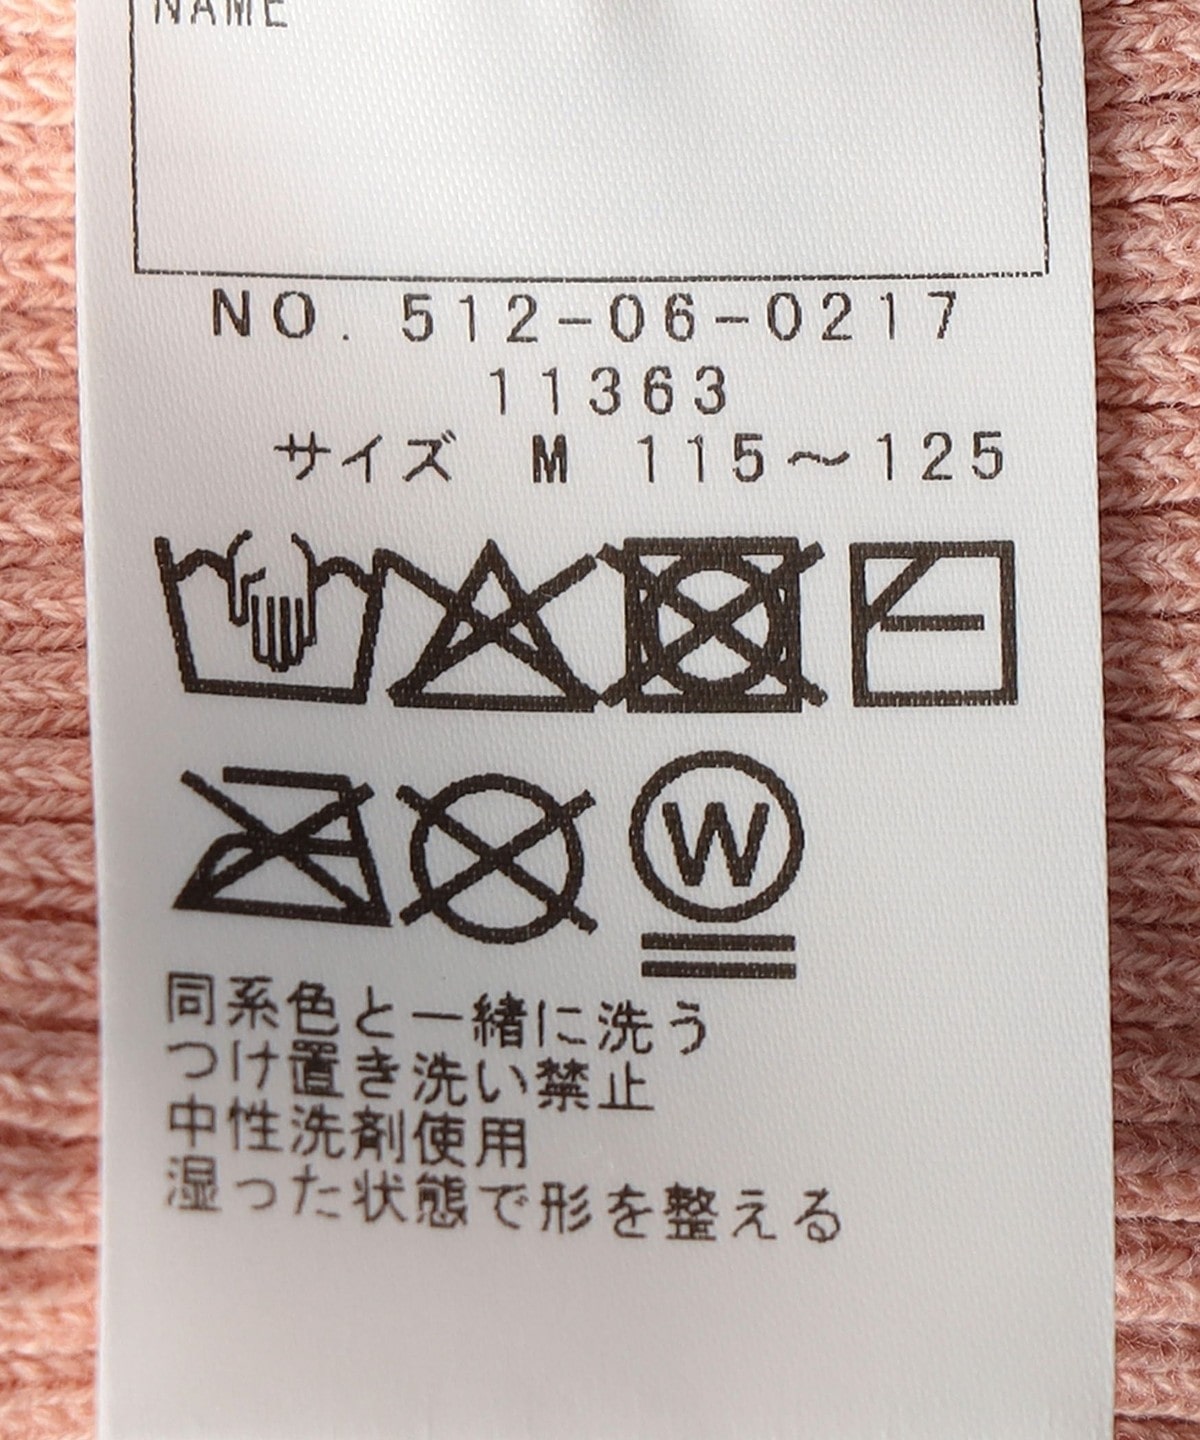 NAME
NO. 512-06-0217
11363
サイズ M 115～125
W
同系色と一緒に洗う
つけ置き洗い禁止
中性洗剤使用
湿った状態で形を整える